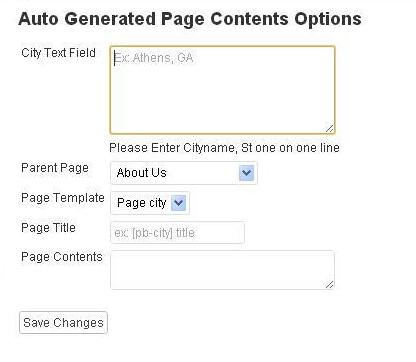 Auto Generated Page Contents Options
City Text Field
Ex: Athens, GA
Please Enter Cityname, St one on one line
Parent Page About Us
Page Template Page city
Page Title ex: [pb-city] title
Page Contents
Save Changes